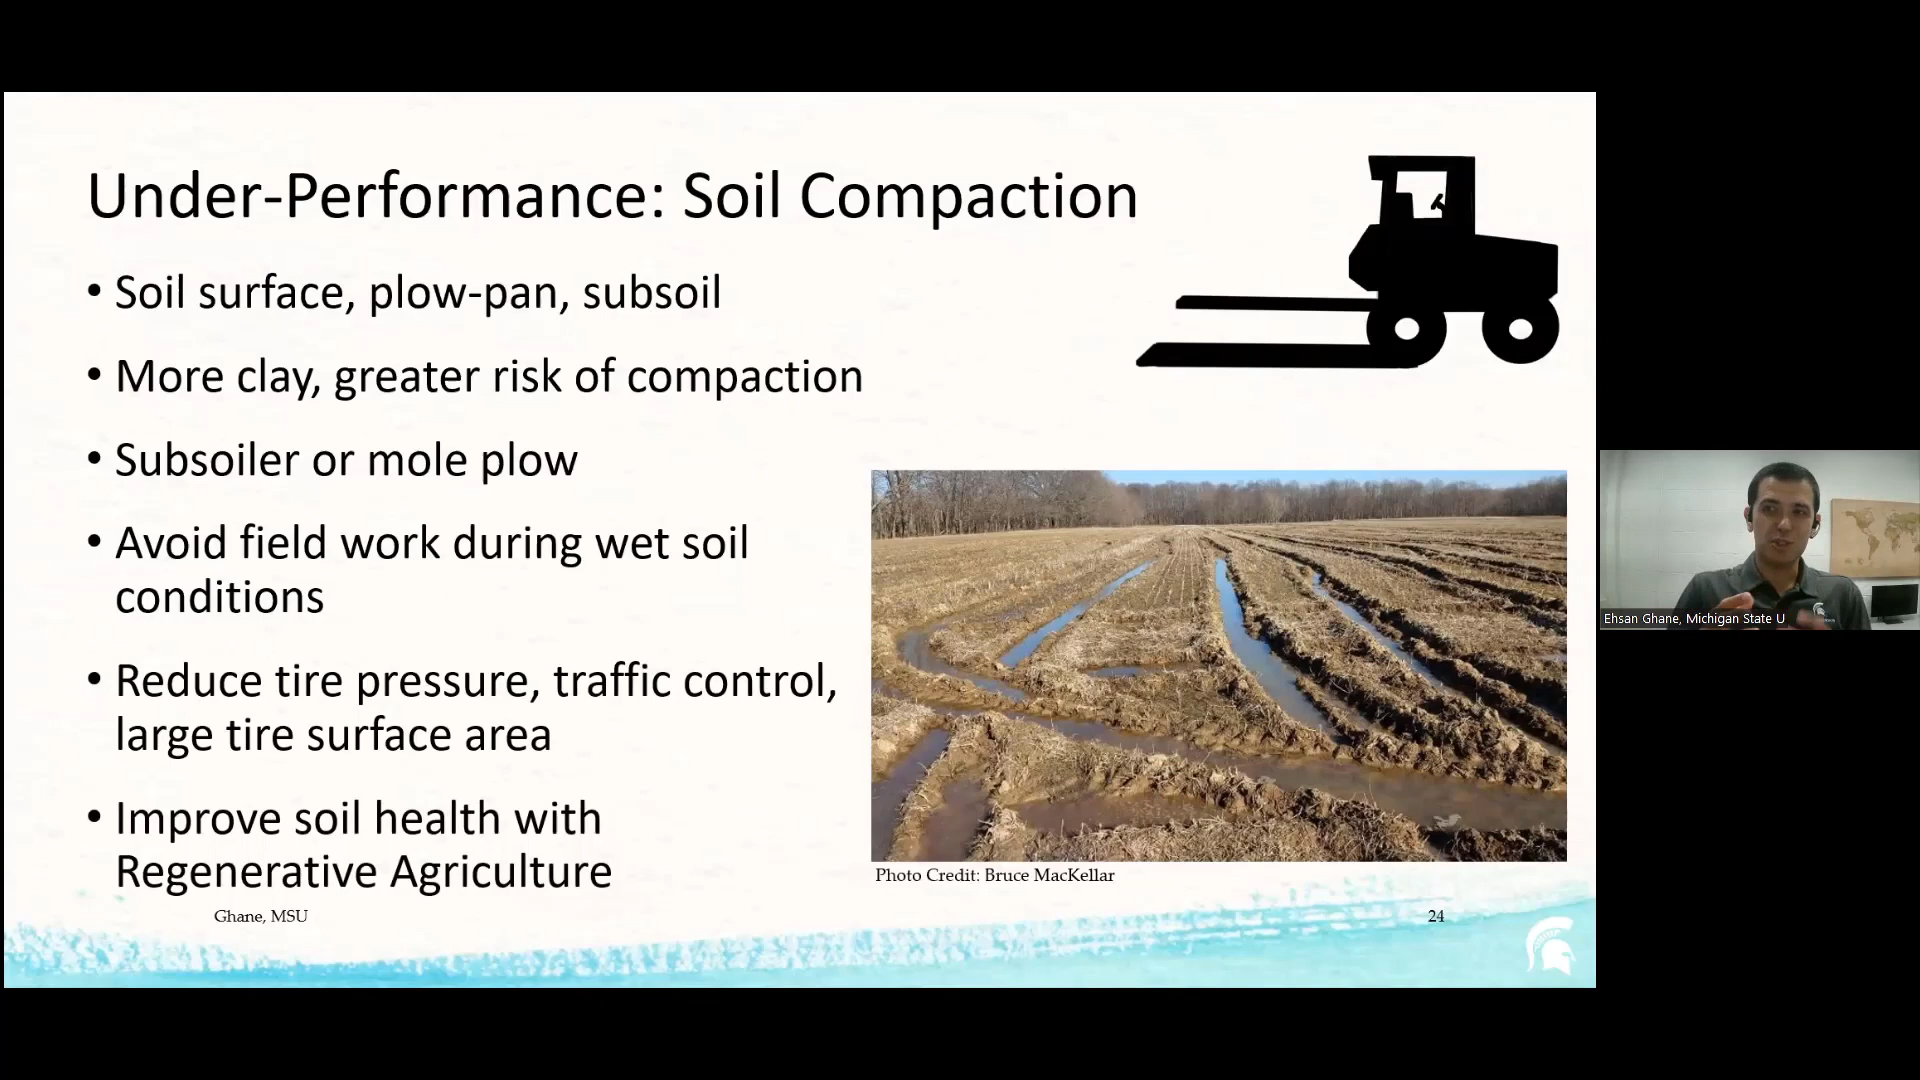 Under-Performance: Soil Compaction
• Soil surface, plow-pan, subsoil
• More clay, greater risk of compaction
• Subsoiler or mole plow
• Avoid field work during wet soil
conditions
• Reduce tire pressure, traffic control,
large tire surface area
• Improve soil health with
Regenerative Agriculture
Photo Credit: Bruce MacKellar
Ghane, MSU
24
Ehsan Ghane, Michigan State U